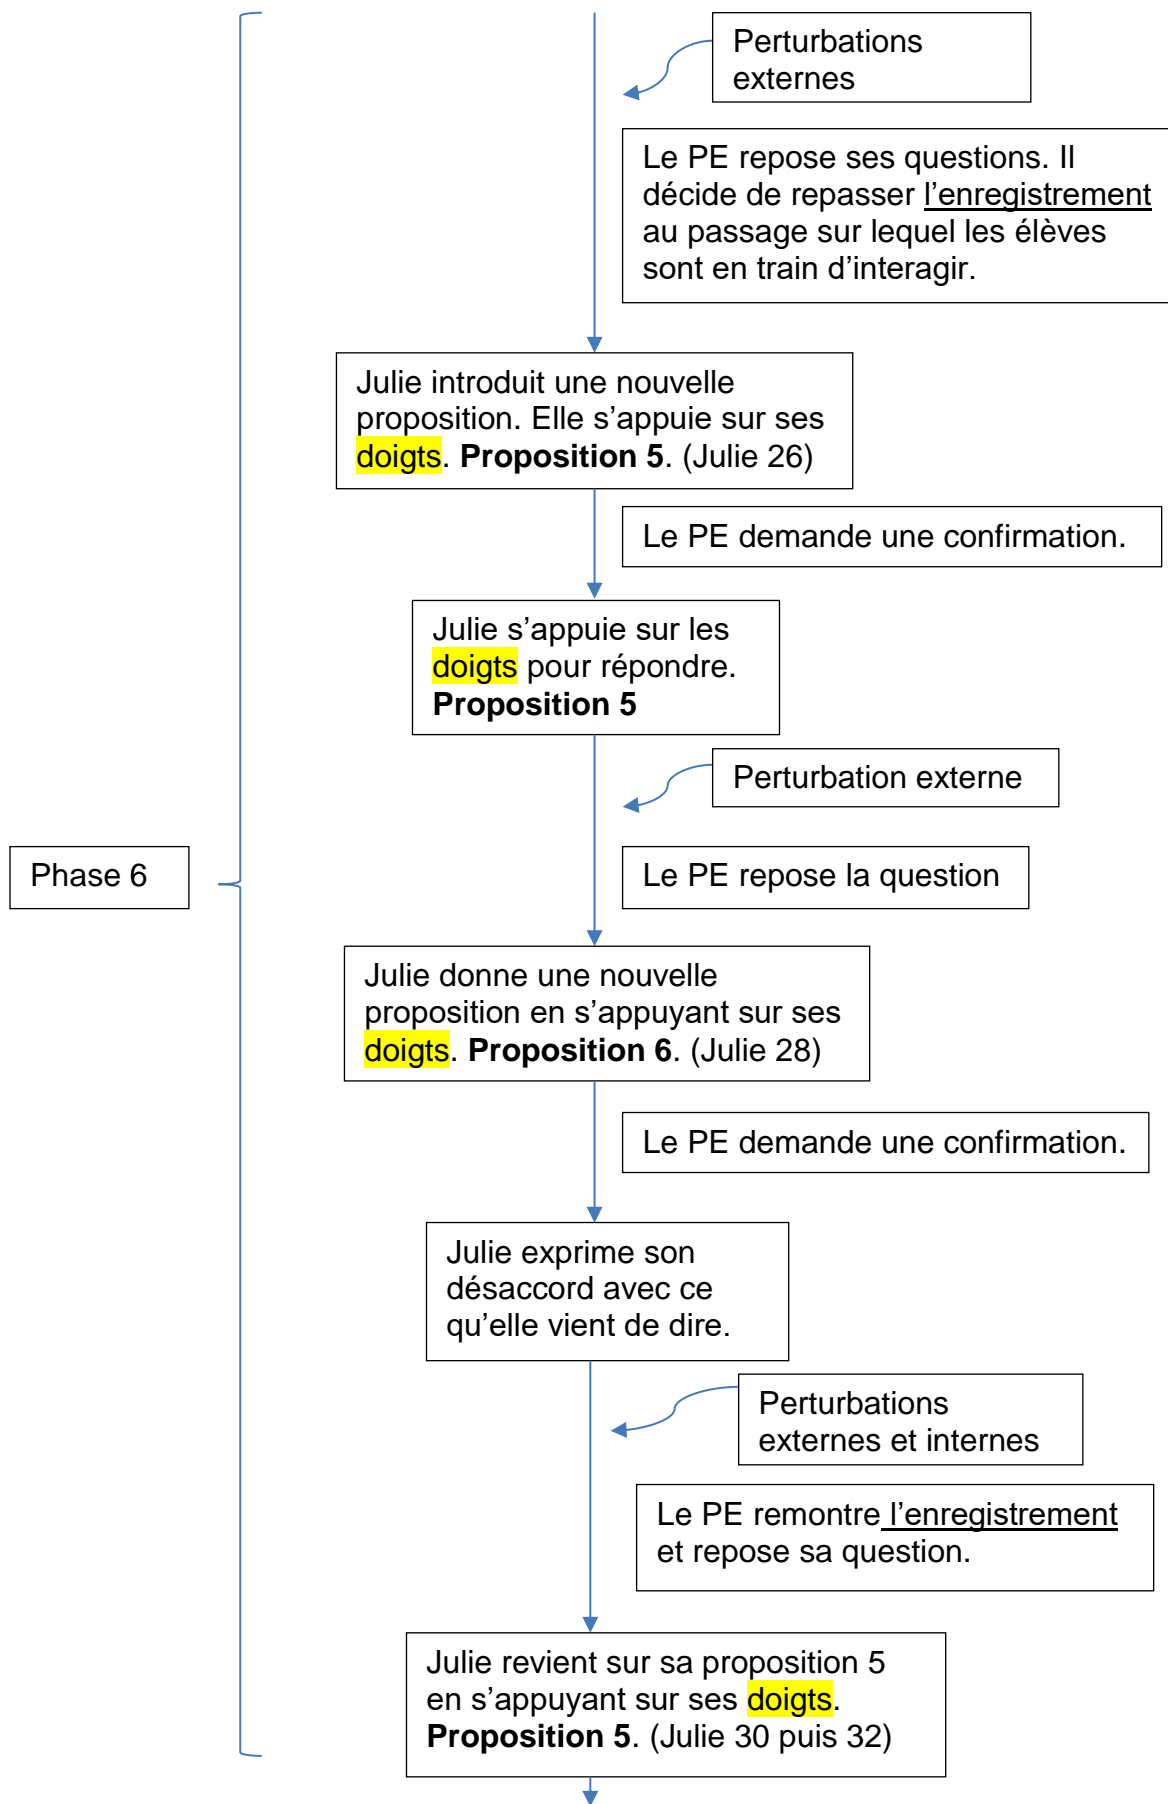 Perturbations
externes
Le PE repose ses questions. Il
décide de repasser l’enregistrement
au passage sur lequel les élèves
sont en train d’interagir.
Julie introduit une nouvelle
proposition. Elle s’appuie sur ses
doigts. Proposition 5. (Julie 26)
Le PE demande une confirmation.
Julie s’appuie sur les
doigts pour répondre.
Proposition 5
Perturbation externe
Phase 6
Le PE repose la question
Julie donne une nouvelle
proposition en s’appuyant sur ses
doigts. Proposition 6. (Julie 28)
Le PE demande une confirmation.
Julie exprime son
désaccord avec ce
qu’elle vient de dire.
Perturbations
externes et internes
Le PE remontre l’enregistrement
et repose sa question.
Julie revient sur sa proposition 5
en s’appuyant sur ses doigts.
Proposition 5. (Julie 30 puis 32)